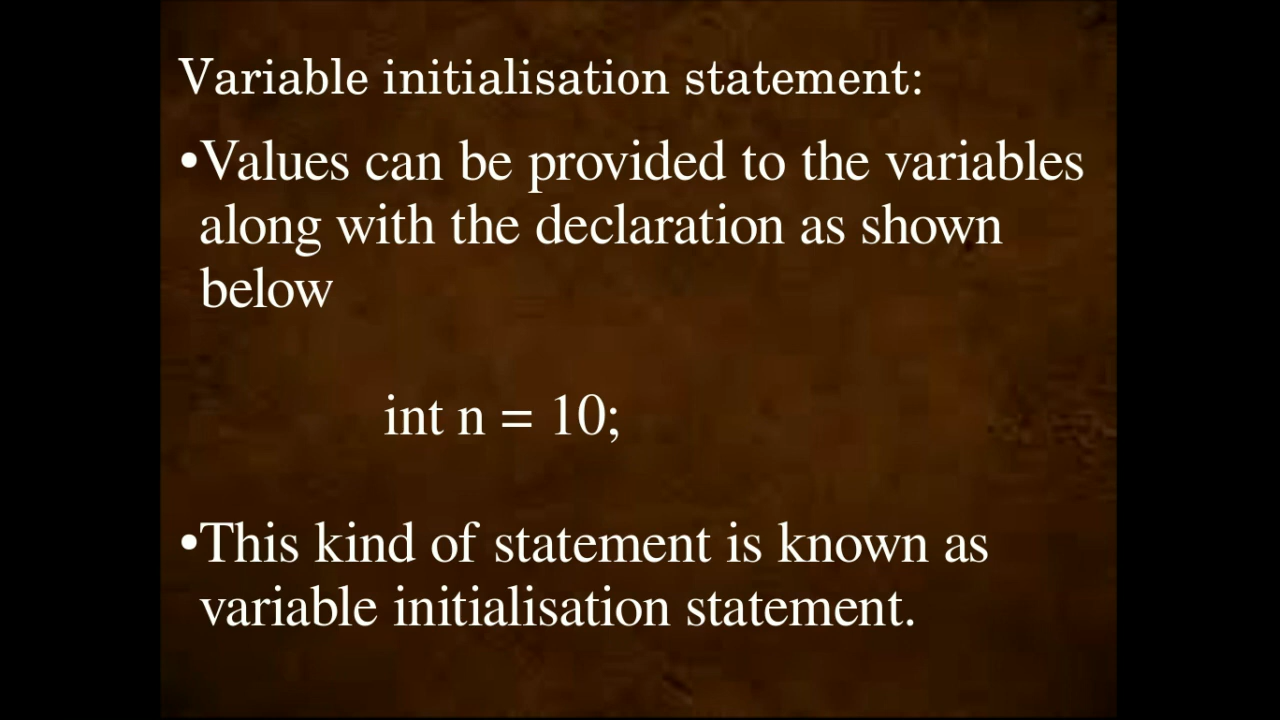 Variable initialisation statement:
•Values can be provided to the variables
along with the declaration as shown
below
int n = 10;
•This kind of statement is known as
variable initialisation statement.